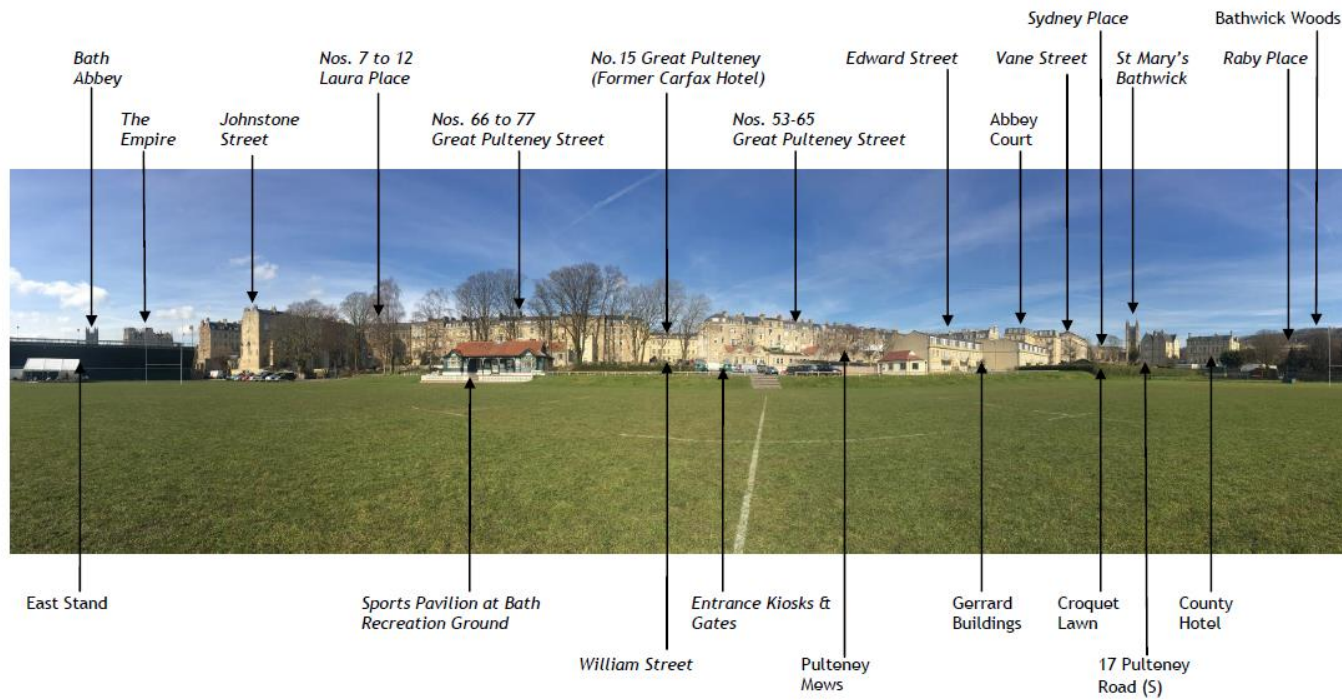 Sydney Place
Bathwick Woods
Bath
Abbey
Nos. 7 to 12
Laura Place
No.15 Great Pulteney
(Former Carfax Hotel)
Edward Street
Vane Street
St Mary's
Bathwick
Raby Place
The
Empire
Johnstone
Street
Nos. 66 to 77
Great Pulteney Street
Nos. 53-65
Great Pulteney Street
Abbey
Court
East Stand
Sports Pavilion at Bath
Recreation Ground
Entrance Kiosks &
Gates
Gerrard
Buildings
Croquet
Lawn
County
Hotel
William Street
Pulteney
Mews
17 Pulteney
Road (S)